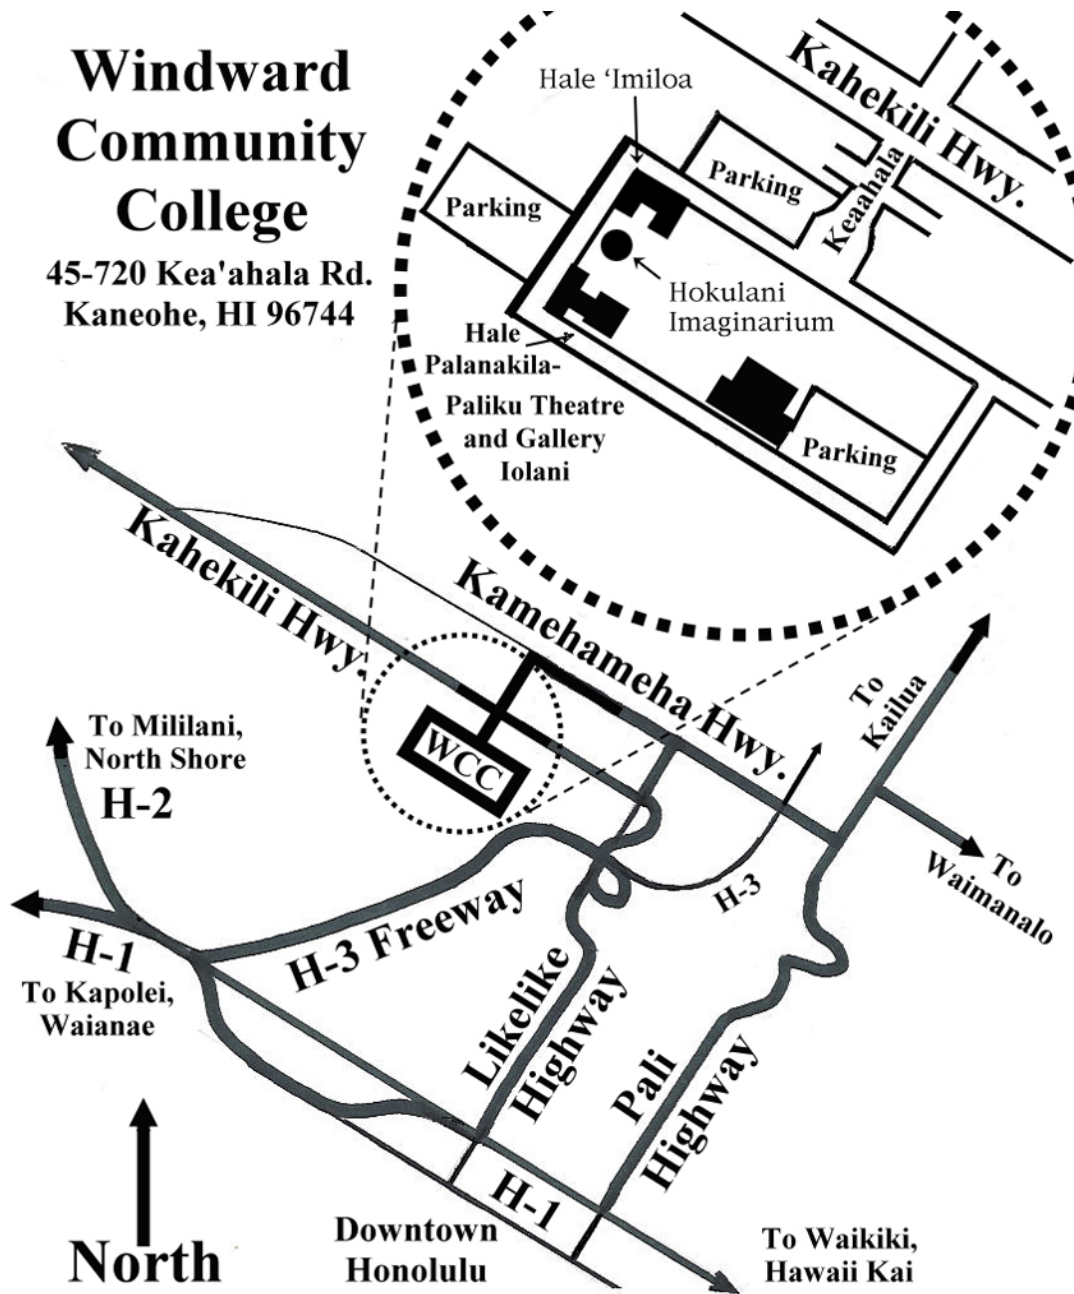 Windward
Community
College
45-720 Kea'ahala Rd.
Kaneohe, HI 96744
Hale ‘Imiloa
Kahekili Hwy.
Parking
Parking
Keaahala
Hokulani
Imaginarium
Hale
Palanakila-
Paliku Theatre
and Gallery
Iolani
Parking
Kahekili Hwy.
Kamehameha Hwy.
WCC
To
Kailua
To Mililani,
North Shore
H-2
To
Waimanalo
H-3
H-3 Freeway
H-1
To Kapolei,
Waianae
Likelike
Highway
Pali
Highway
H-1
North
Downtown
Honolulu
To Waikiki,
Hawaii Kai